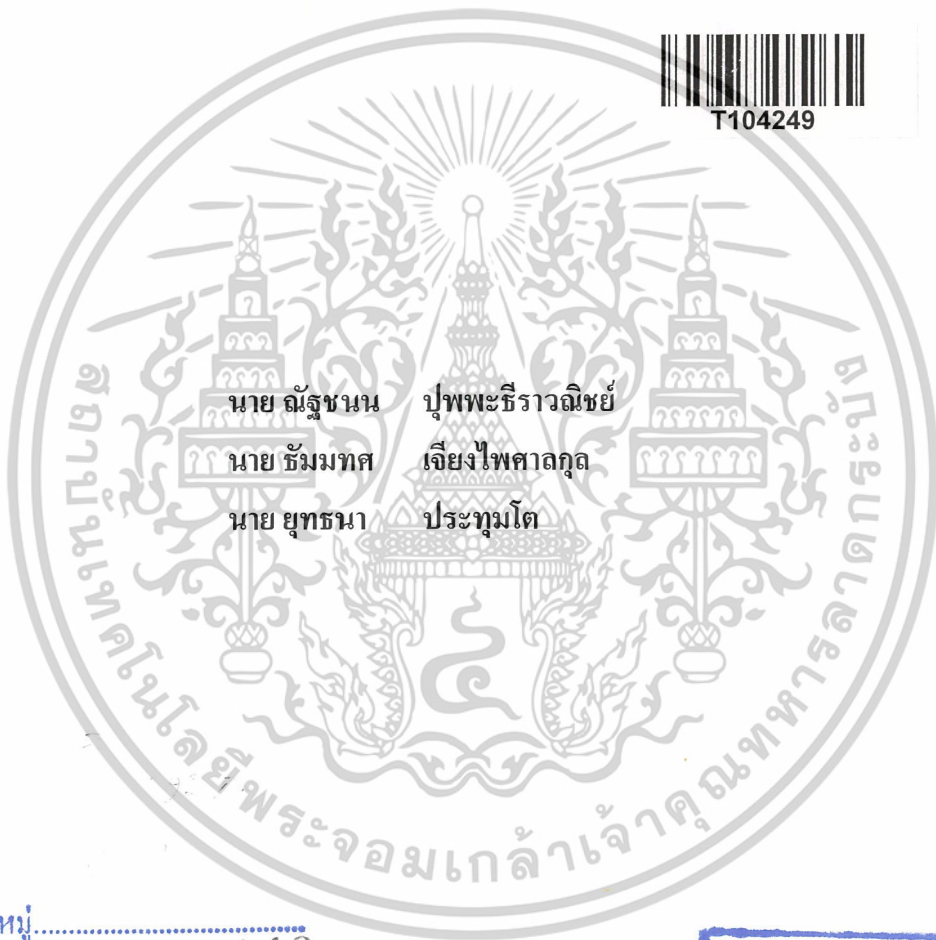 T104249
นาย ณัฐชนน ปุพพะธีราวณิชย์
นาย ธัมมทศ เจียงไพศาลกุล
นาย ยุทธนา ประทุมโต
สถาบันเทคโนโลยีพระจอมเกล้าเจ้าคุณทหารลาดกระบัง
๔
หมู่